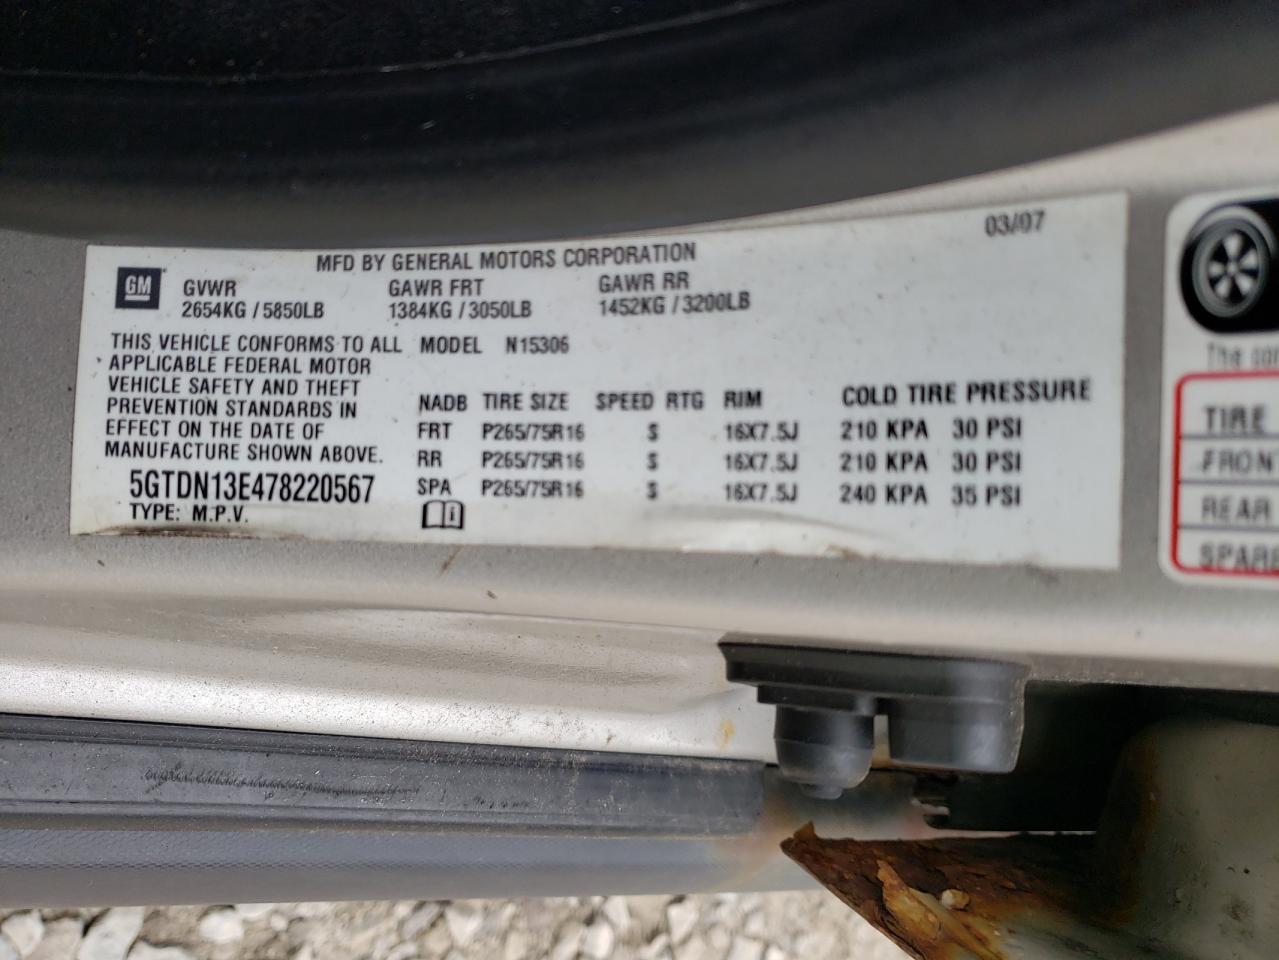 03/07
MFD BY GENERAL MOTORS CORPORATION
GM
GVWR GAWR FRT GAWR RR
2654KG / 5850LB 1384KG / 3050LB 1452KG / 3200LB
THIS VEHICLE CONFORMS TO ALL MODEL N15306
APPLICABLE FEDERAL MOTOR
VEHICLE SAFETY AND THEFT
PREVENTION STANDARDS IN
EFFECT ON THE DATE OF
MANUFACTURE SHOWN ABOVE.
5GTDN13E478220567
TYPE: M.P.V.
NADB TIRE SIZE SPEED RTG RIM COLD TIRE PRESSURE
FRT P265/75R16 S 16X7.5J 210 KPA 30 PSI
RR P265/75R16 S 16X7.5J 210 KPA 30 PSI
SPA P265/75R16 S 16X7.5J 240 KPA 35 PSI
The com
TIRE
FRONT
REAR
SPARE